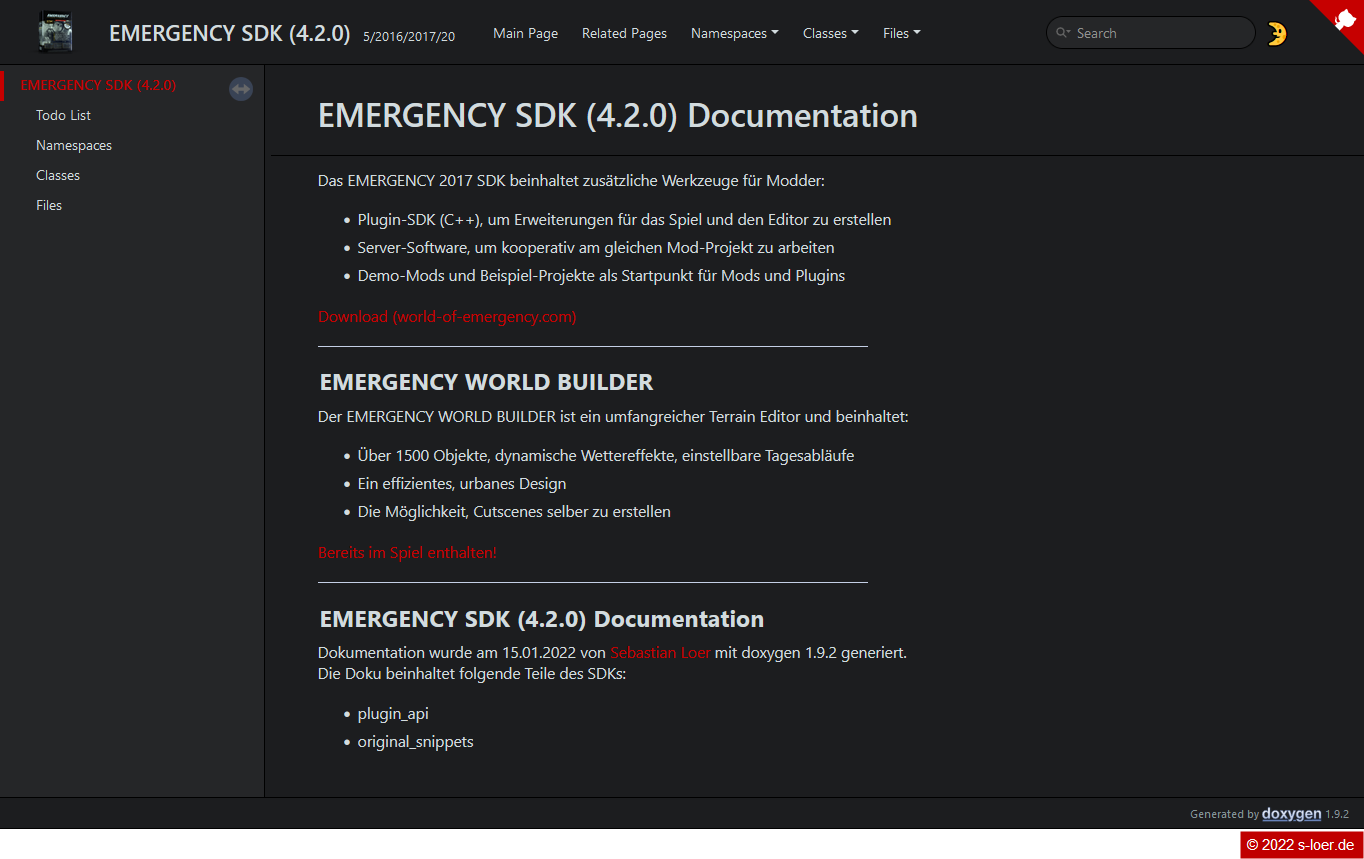 EMERGENCY SDK (4.2.0) 5/2016/2017/20 Main Page Related Pages Namespaces Classes Files Search
EMERGENCY SDK (4.2.0)
Todo List
Namespaces
Classes
Files
EMERGENCY SDK (4.2.0) Documentation
Das EMERGENCY 2017 SDK beinhaltet zusätzliche Werkzeuge für Modder:
• Plugin-SDK (C++), um Erweiterungen für das Spiel und den Editor zu erstellen
• Server-Software, um kooperativ am gleichen Mod-Projekt zu arbeiten
• Demo-Mods und Beispiel-Projekte als Startpunkt für Mods und Plugins
Download (world-of-emergency.com)
EMERGENCY WORLD BUILDER
Der EMERGENCY WORLD BUILDER ist ein umfangreicher Terrain Editor und beinhaltet:
• Über 1500 Objekte, dynamische Wettereffekte, einstellbare Tagesabläufe
• Ein effizientes, urbanes Design
• Die Möglichkeit, Cutscenes selber zu erstellen
Bereits im Spiel enthalten!
EMERGENCY SDK (4.2.0) Documentation
Dokumentation wurde am 15.01.2022 von Sebastian Loer mit doxygen 1.9.2 generiert.
Die Doku beinhaltet folgende Teile des SDKs:
• plugin_api
• original_snippets
Generated by doxygen 1.9.2
© 2022 s-loer.de